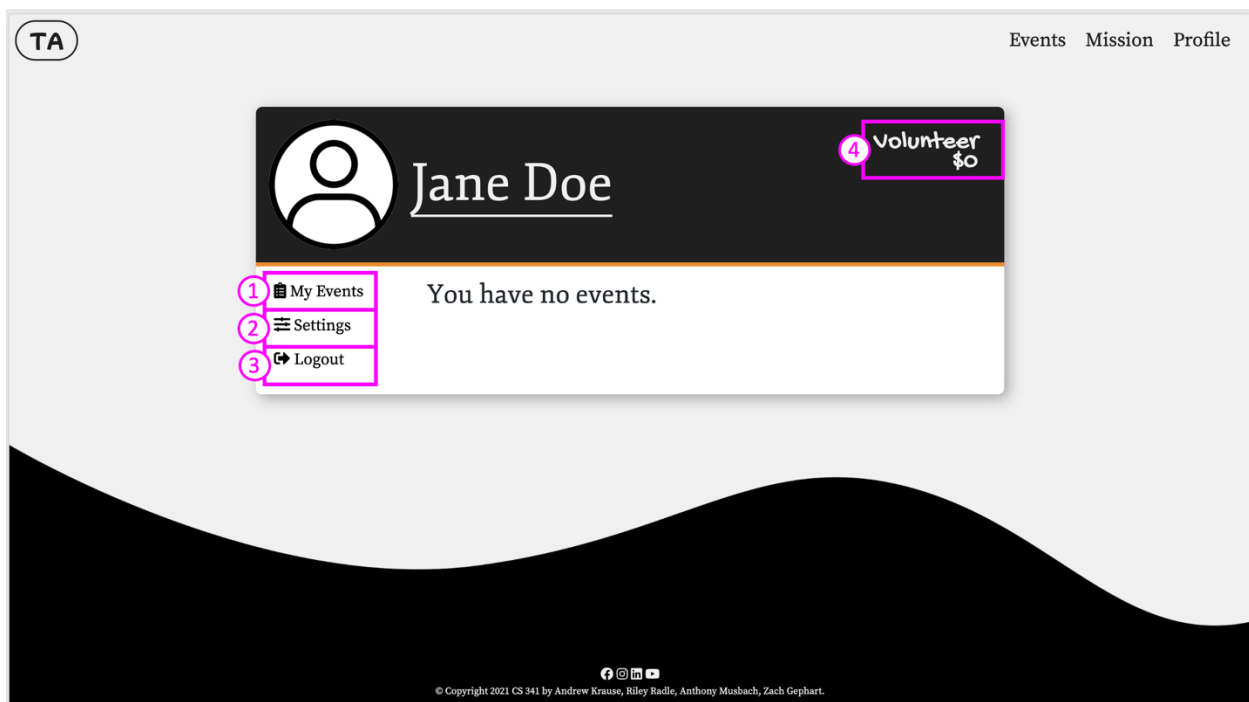 TA
Events Mission Profile
4 Volunteer
$0
Jane Doe
1 My Events
You have no events.
2 Settings
3 Logout
© Copyright 2021 CS 341 by Andrew Krause, Riley Radle, Anthony Musbach, Zach Gephart.